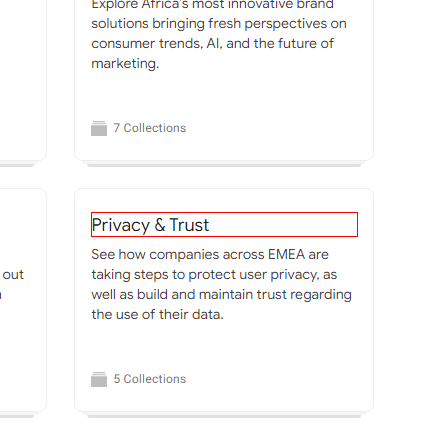 Explore Africa's most innovative brand
solutions bringing fresh perspectives on
consumer trends, AI, and the future of
marketing.
7 Collections
Privacy & Trust
See how companies across EMEA are
taking steps to protect user privacy, as
out
well as build and maintain trust regarding
the use of their data.
5 Collections